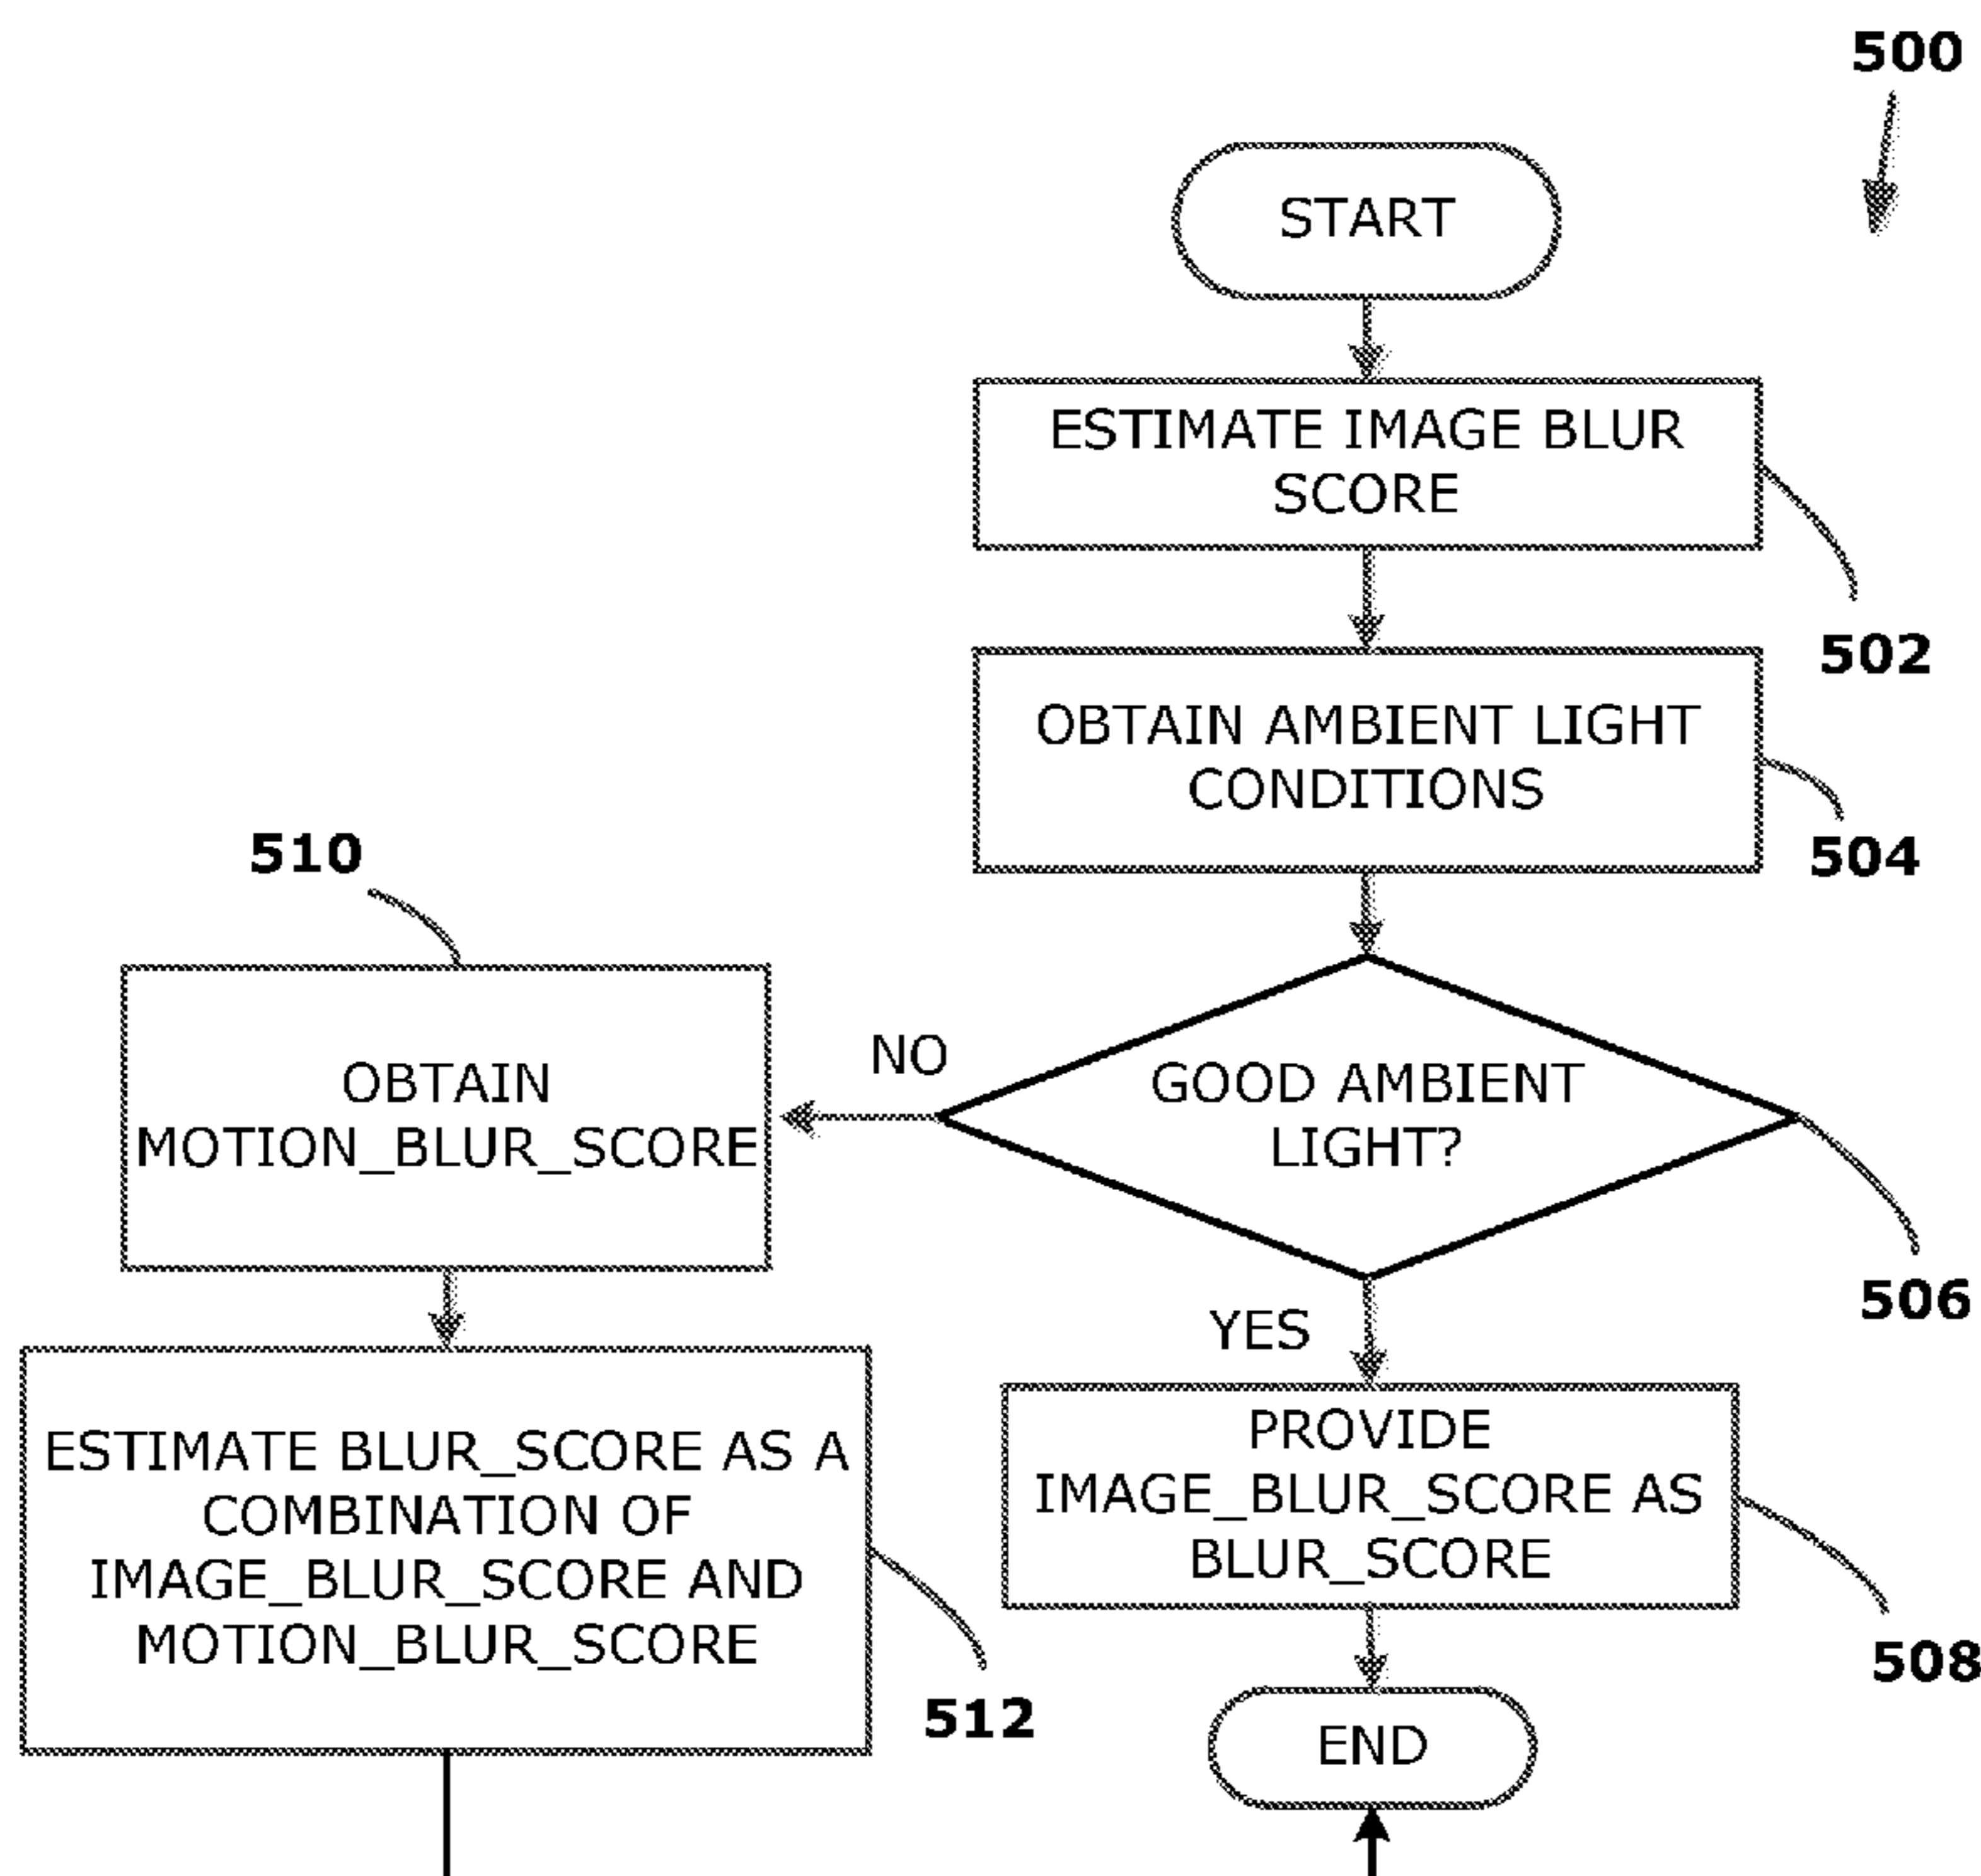 500
START
ESTIMATE IMAGE BLUR
SCORE
502
OBTAIN AMBIENT LIGHT
CONDITIONS
504
510
OBTAIN
MOTION_BLUR_SCORE
NO
GOOD AMBIENT
LIGHT?
506
YES
ESTIMATE BLUR_SCORE AS A
COMBINATION OF
IMAGE_BLUR_SCORE AND
MOTION_BLUR_SCORE
512
PROVIDE
IMAGE_BLUR_SCORE AS
BLUR_SCORE
508
END